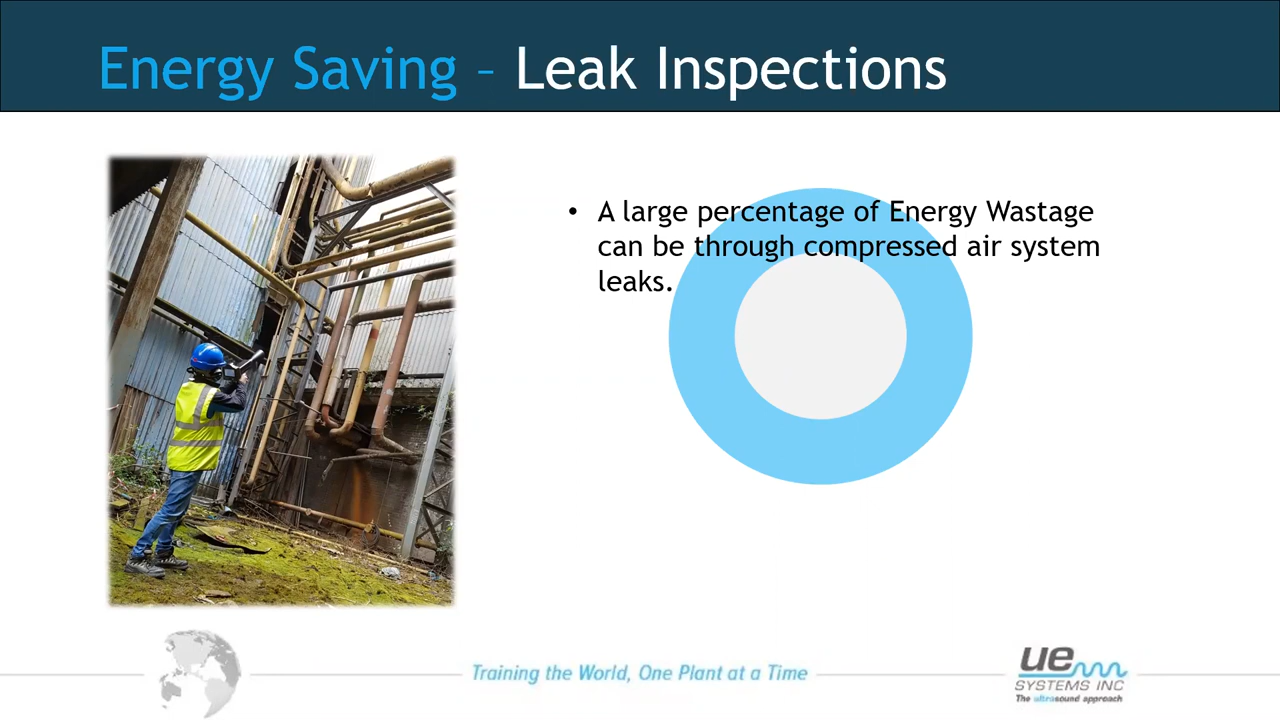 Energy Saving – Leak Inspections
• A large percentage of Energy Wastage
can be through compressed air system
leaks.
Training the World, One Plant at a Time
ue
SYSTEMS INC
The ultrasound approach